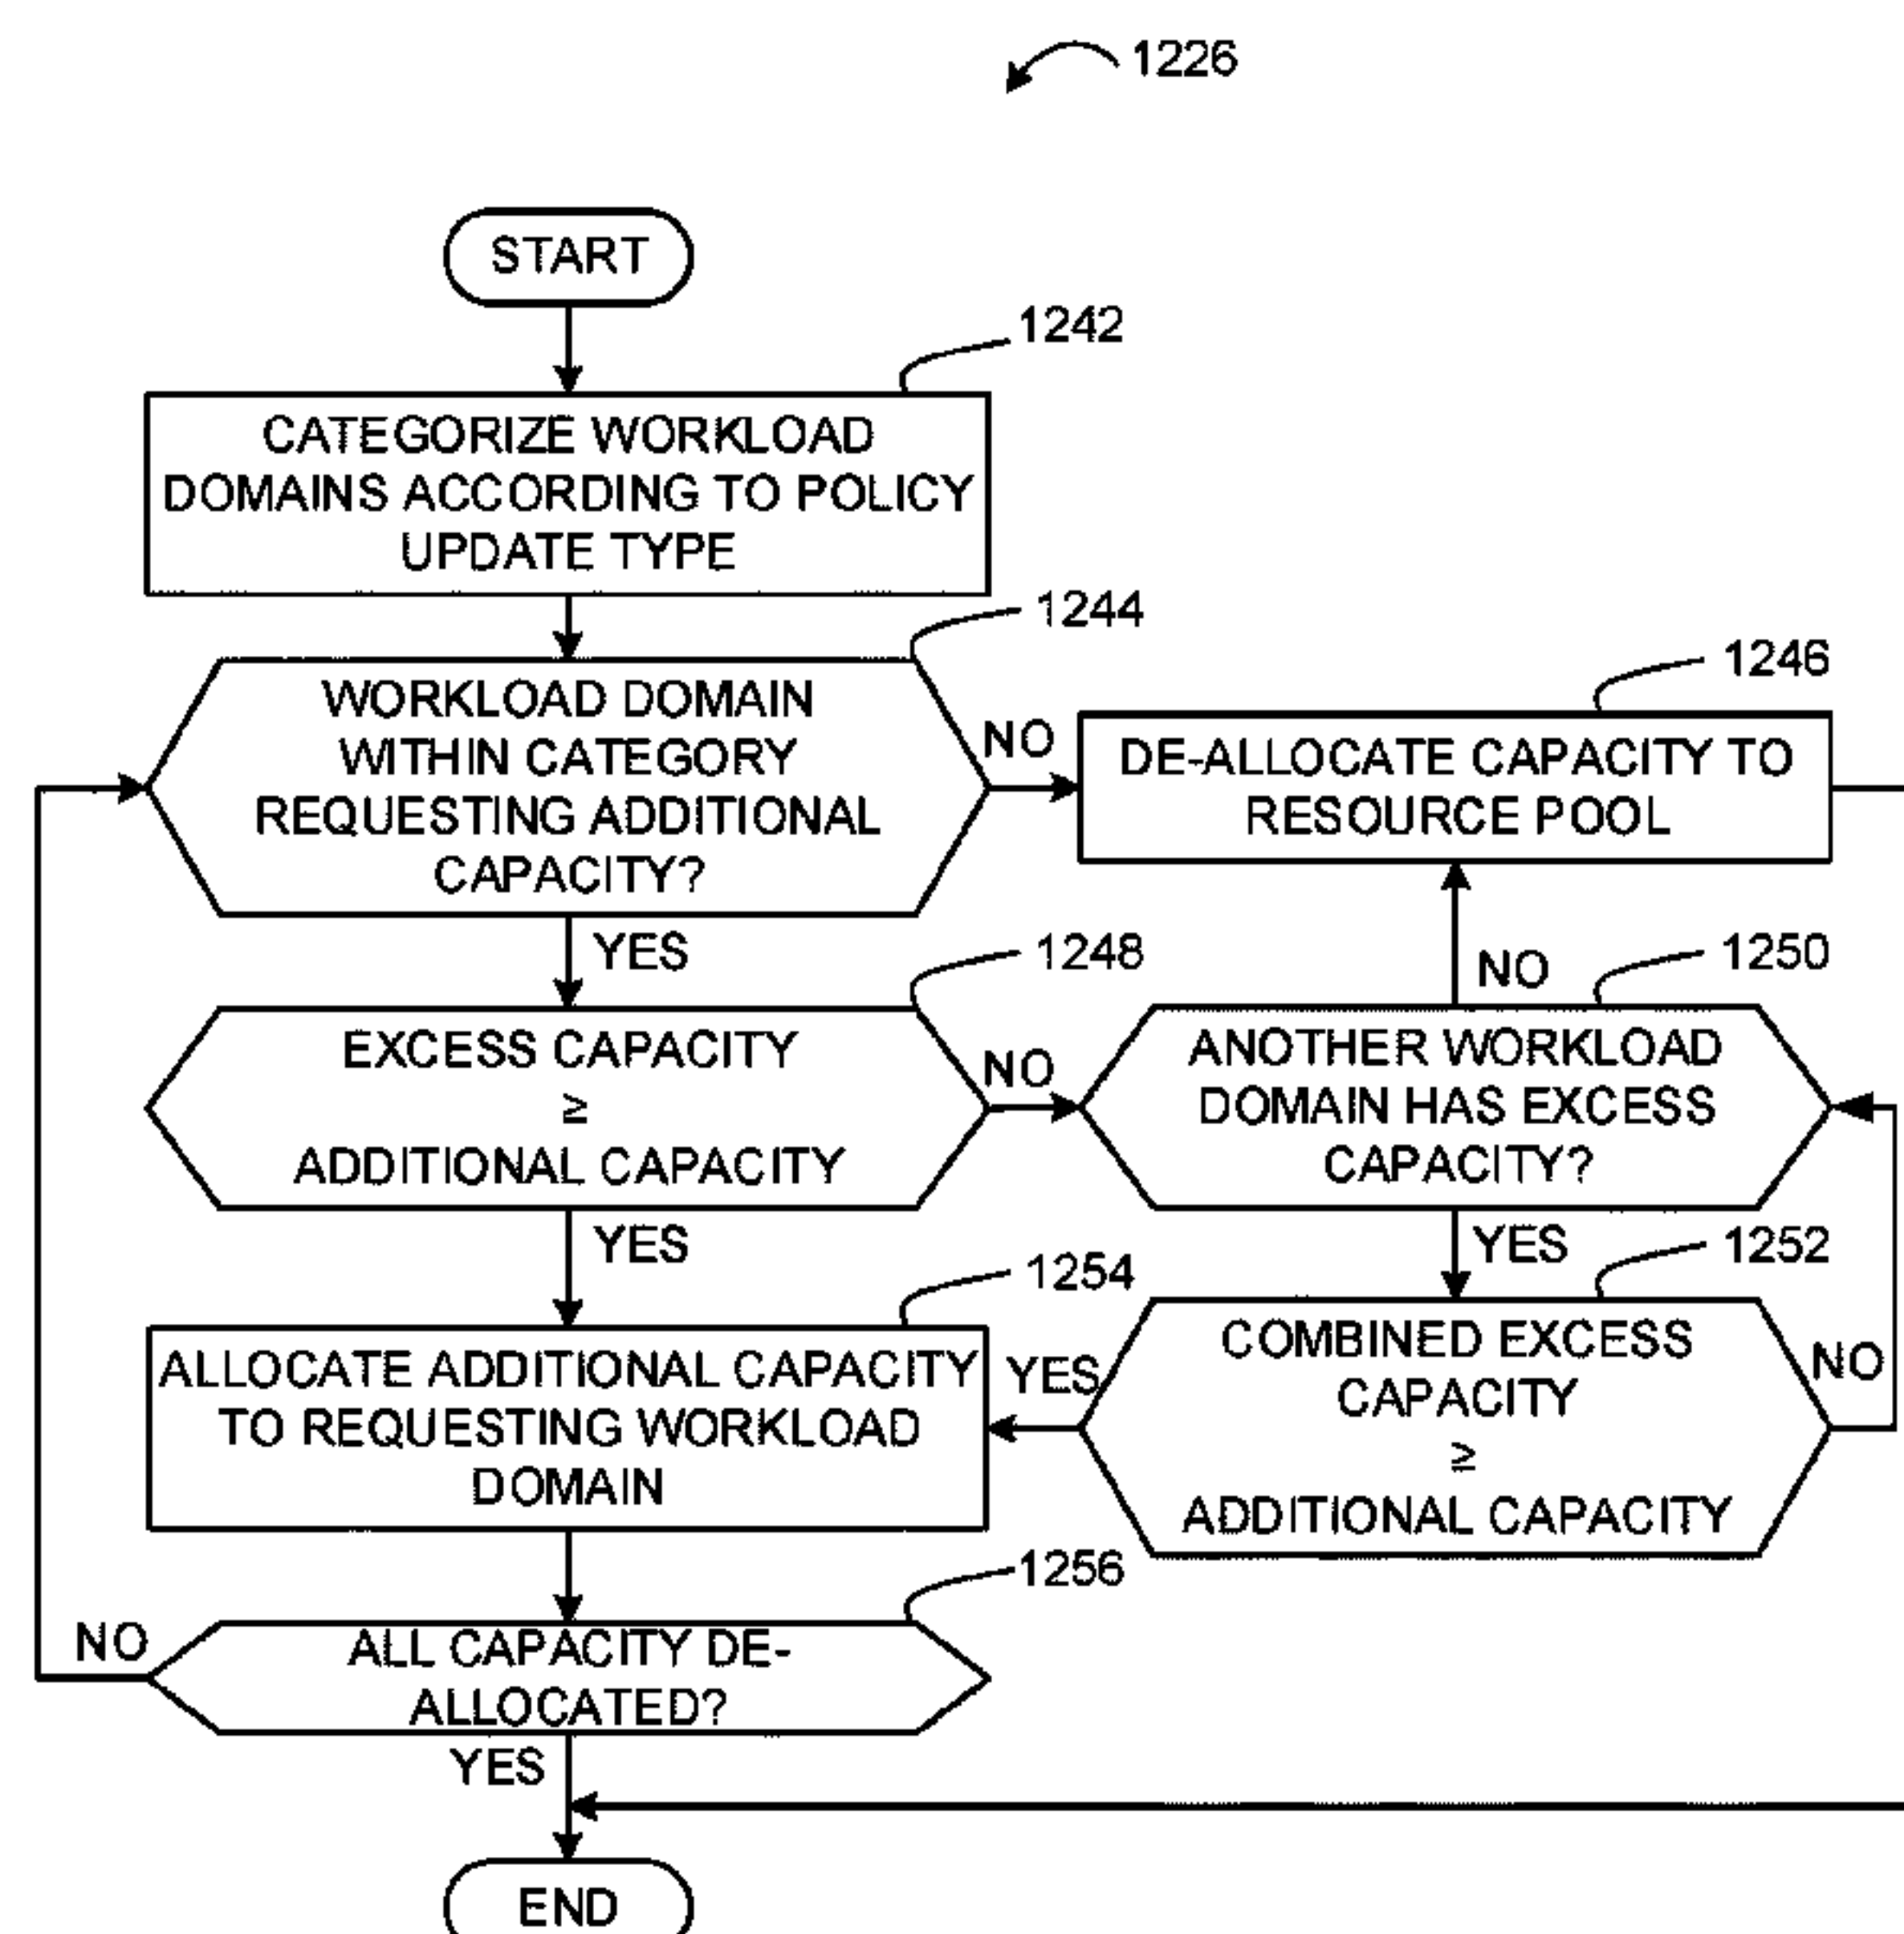 1226
START
1242
CATEGORIZE WORKLOAD
DOMAINS ACCORDING TO POLICY
UPDATE TYPE
1244
WORKLOAD DOMAIN
WITHIN CATEGORY
REQUESTING ADDITIONAL
CAPACITY?
NO
1246
DE-ALLOCATE CAPACITY TO
RESOURCE POOL
YES
1248
EXCESS CAPACITY
≥
ADDITIONAL CAPACITY
NO
NO
1250
ANOTHER WORKLOAD
DOMAIN HAS EXCESS
CAPACITY?
YES
YES
1252
COMBINED EXCESS
CAPACITY
≥
ADDITIONAL CAPACITY
NO
YES
1254
ALLOCATE ADDITIONAL CAPACITY
TO REQUESTING WORKLOAD
DOMAIN
1256
ALL CAPACITY DE-
ALLOCATED?
NO
YES
END